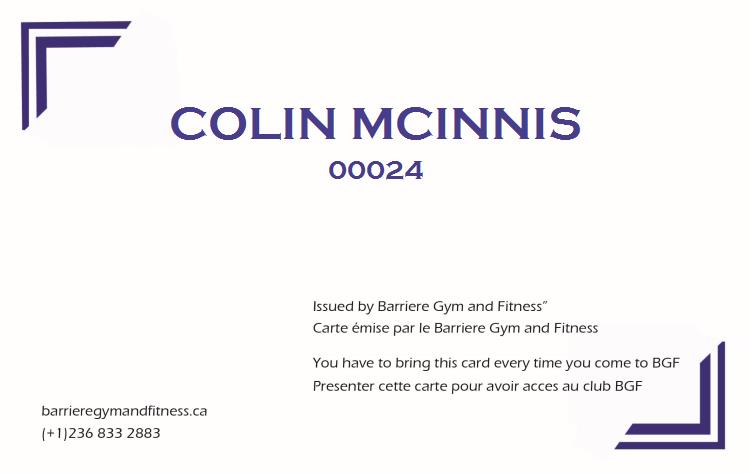 COLIN MCINNIS
00024
Issued by Barriere Gym and Fitness"
Carte émise par le Barriere Gym and Fitness
You have to bring this card every time you come to BGF
Presenter cette carte pour avoir acces au club BGF
barrieregymandfitness.ca
(+1)236 833 2883